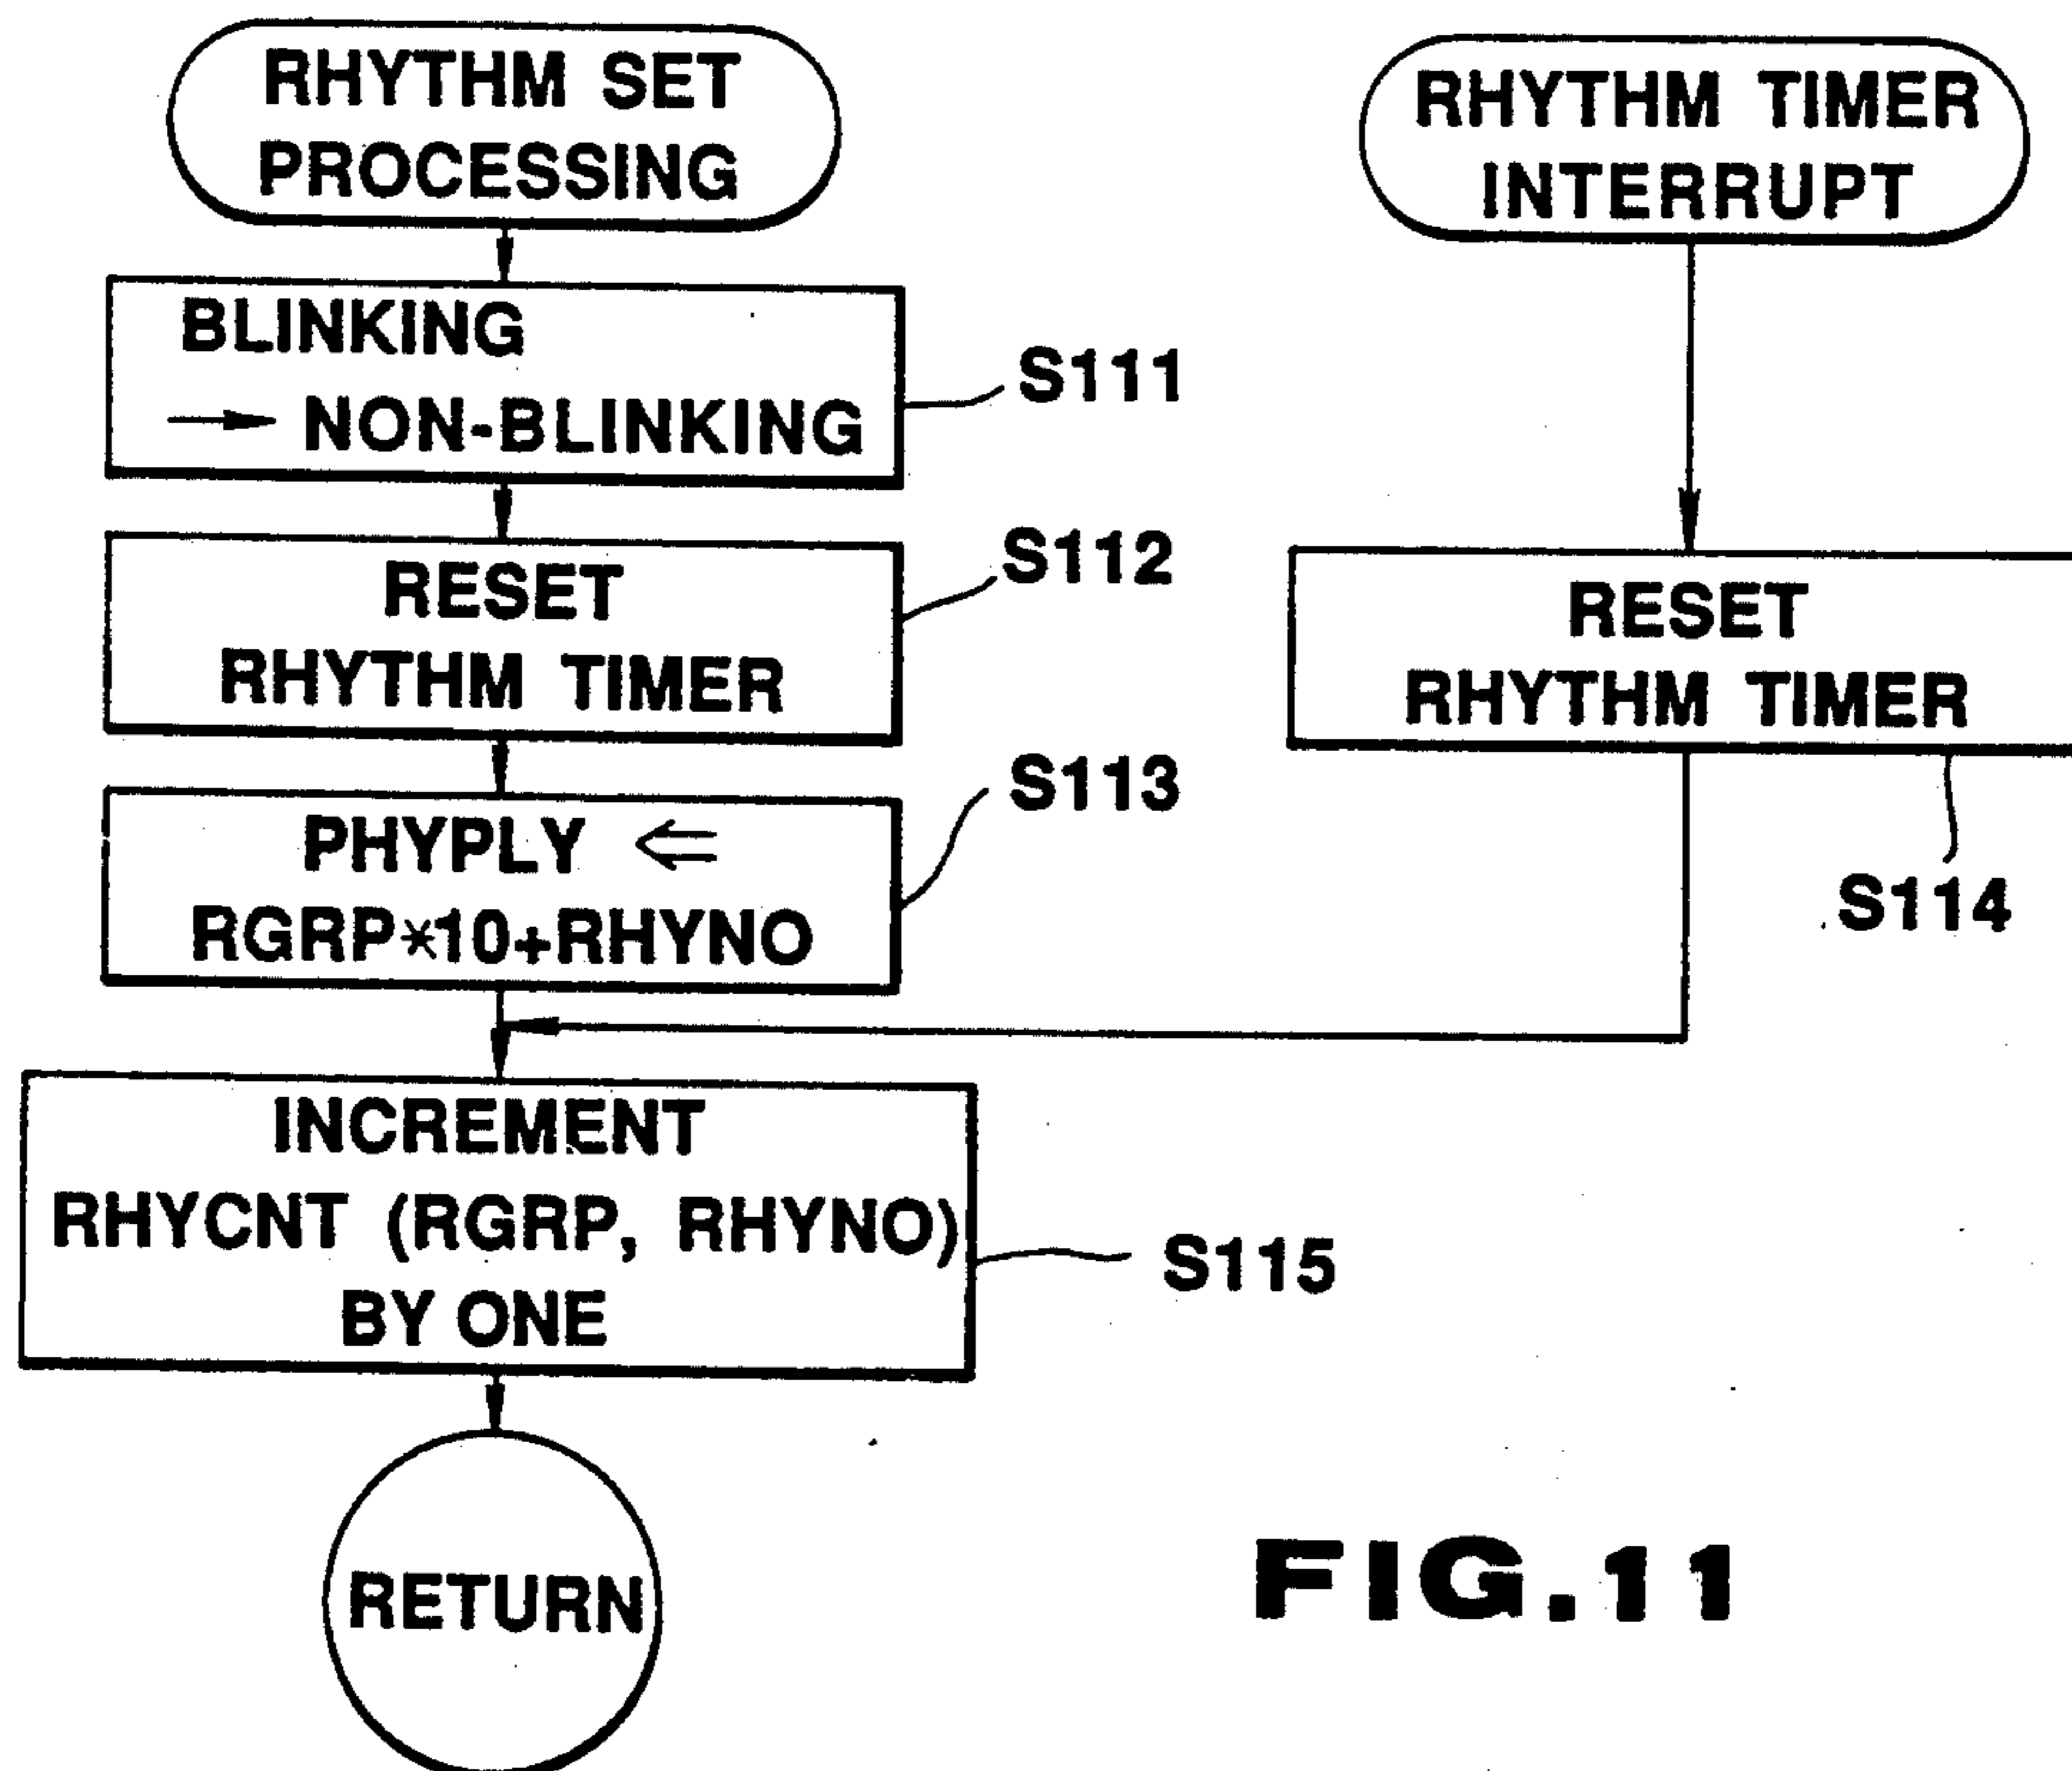 RHYTHM SET
PROCESSING
BLINKING
→ NON-BLINKING
S111
RESET
RHYTHM TIMER
S112
PHYPLY ⇐
RGRP*10+RHYNO
S113
RHYTHM TIMER
INTERRUPT
RESET
RHYTHM TIMER
S114
INCREMENT
RHYCNT (RGRP, RHYNO)
BY ONE
S115
RETURN
FIG.11